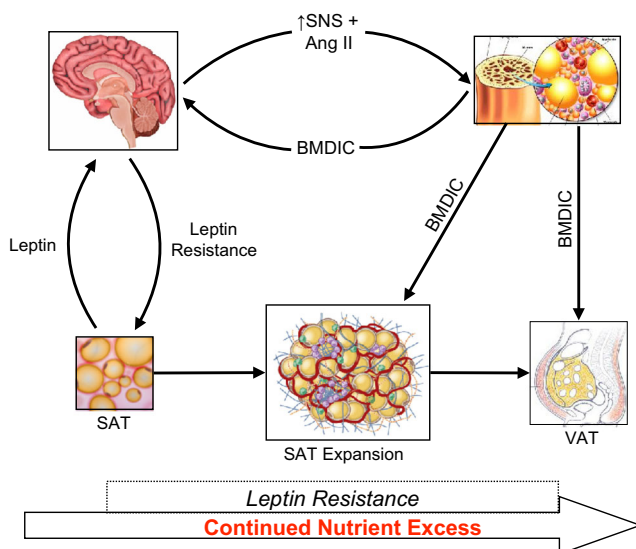 ↑SNS +
Ang II
BMDIC
Leptin
Leptin
Resistance
BMDIC
BMDIC
SAT
SAT Expansion
VAT
Leptin Resistance
Continued Nutrient Excess